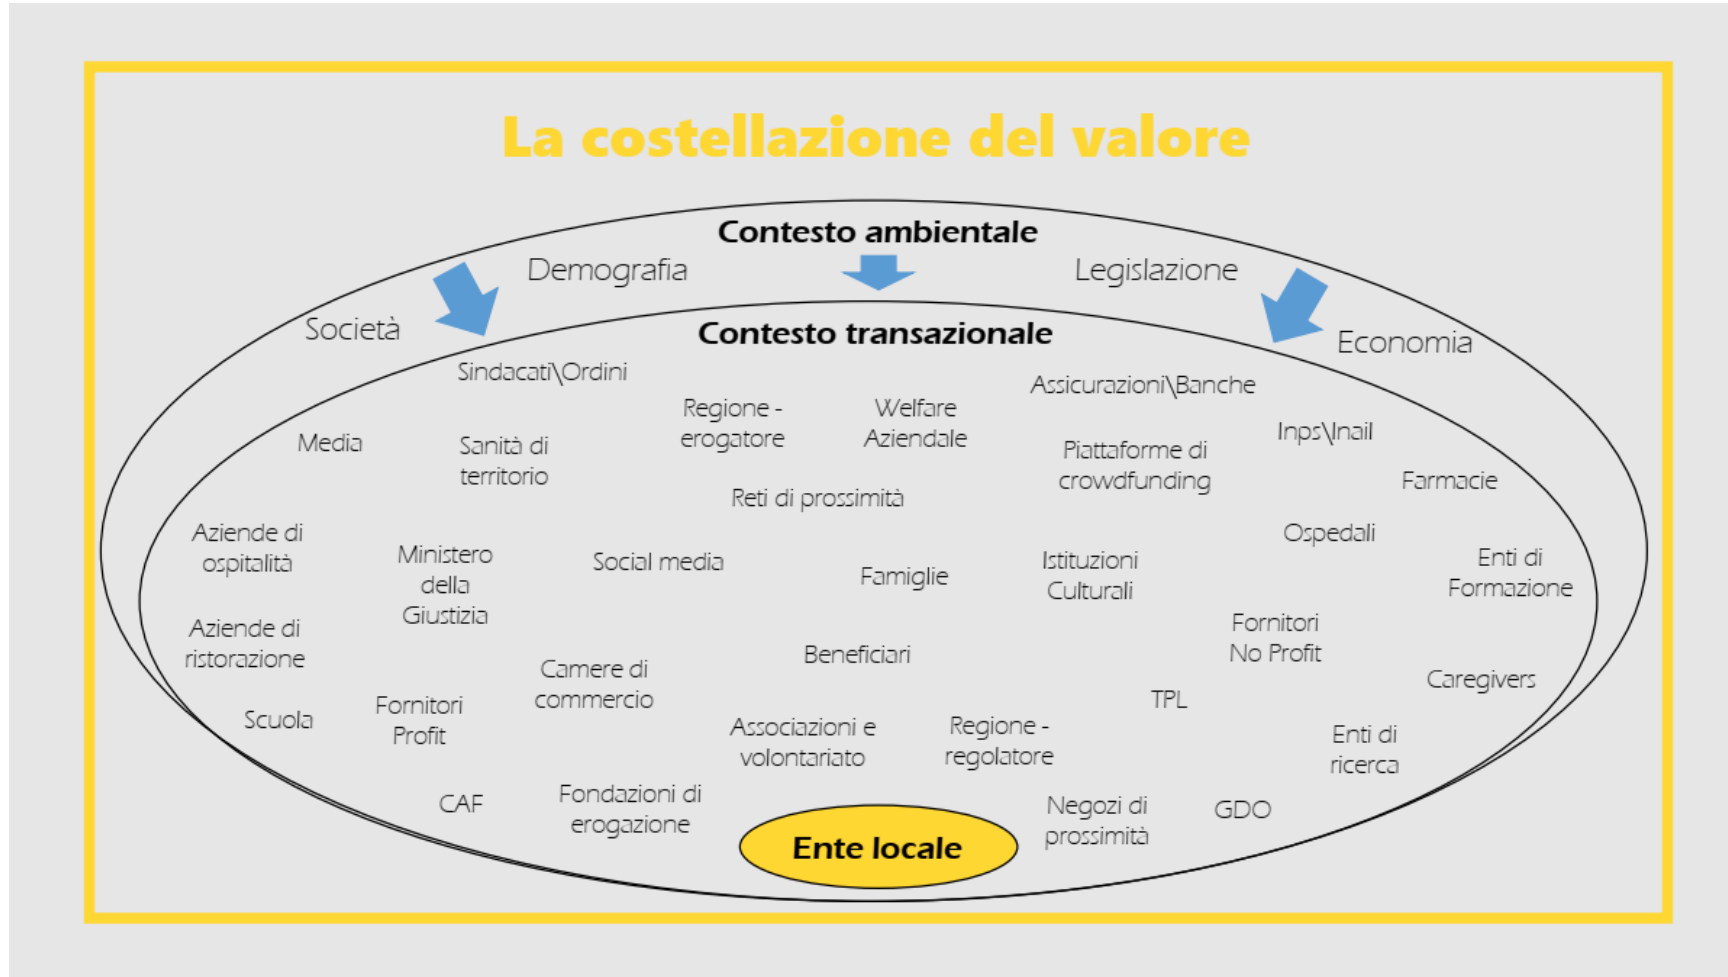 La costellazione del valore
Contesto ambientale
Demografia
Legislazione
Società
Economia
Contesto transazionale
Sindacati\Ordini
Assicurazioni\Banche
Regione -
erogatore
Welfare
Aziendale
Media
Sanità di
territorio
Piattaforme di
crowdfunding
Inps\Inail
Farmacie
Reti di prossimità
Aziende di
ospitalità
Ministero
della
Giustizia
Social media
Famiglie
Istituzioni
Culturali
Ospedali
Enti di
Formazione
Aziende di
ristorazione
Camere di
commercio
Beneficiari
Fornitori
No Profit
Caregivers
Scuola
Fornitori
Profit
Associazioni e
volontariato
Regione -
regolatore
TPL
Enti di
ricerca
CAF
Fondazioni di
erogazione
Ente locale
Negozi di
prossimità
GDO